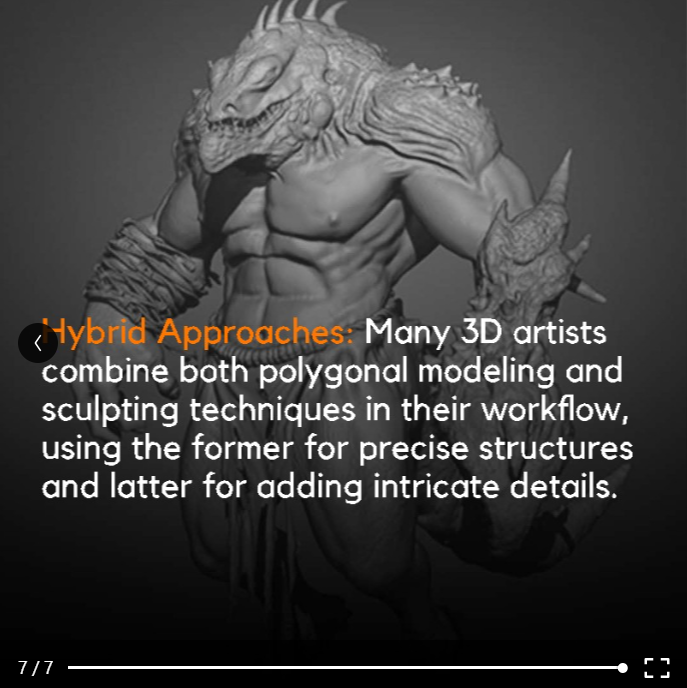 Hybrid Approaches: Many 3D artists
combine both polygonal modeling and
sculpting techniques in their workflow,
using the former for precise structures
and latter for adding intricate details.
7/7